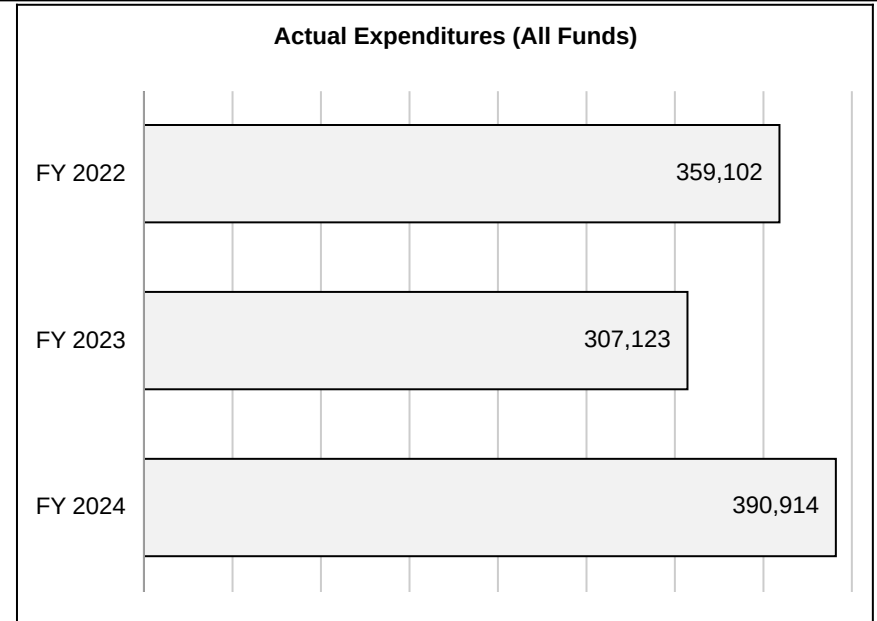 Actual Expenditures (All Funds)
FY 2022
359,102
FY 2023
307,123
FY 2024
390,914